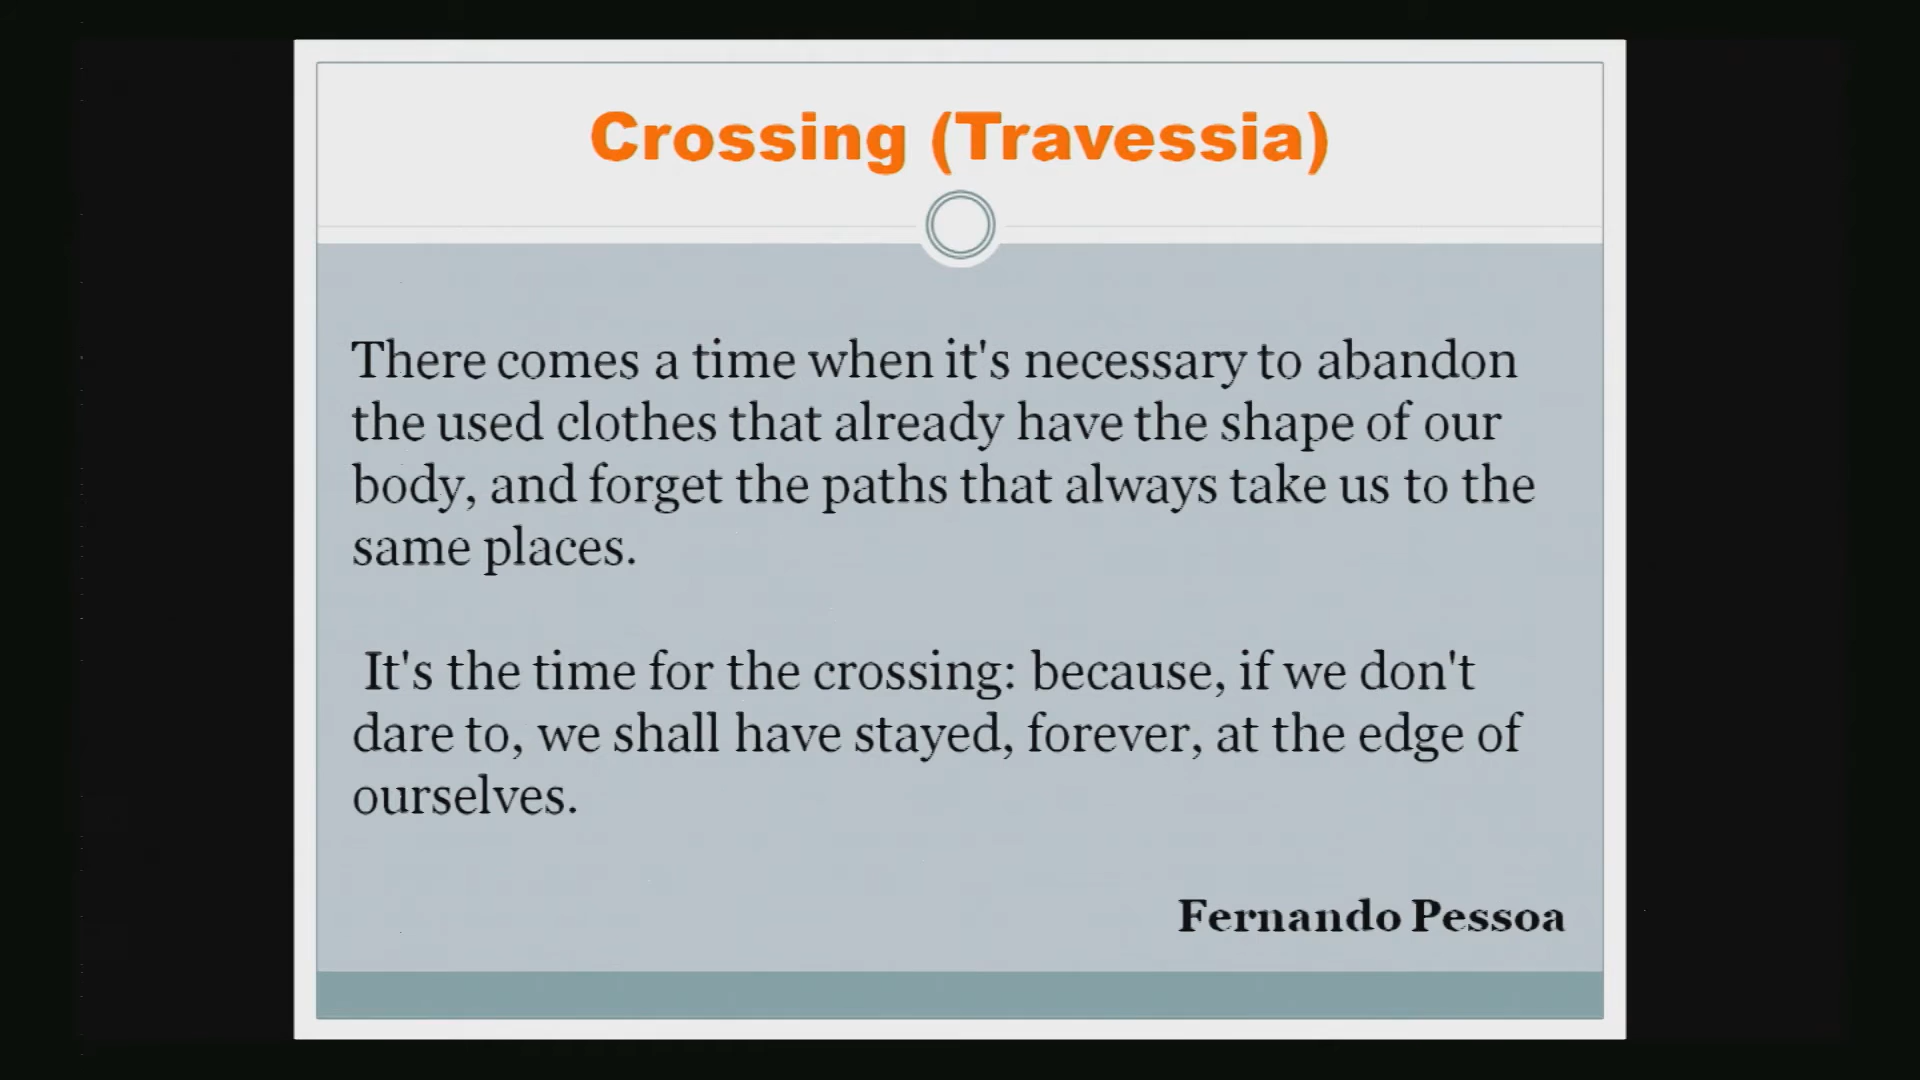 Crossing (Travessia)
There comes a time when it's necessary to abandon
the used clothes that already have the shape of our
body, and forget the paths that always take us to the
same places.
It's the time for the crossing: because, if we don't
dare to, we shall have stayed, forever, at the edge of
ourselves.
Fernando Pessoa